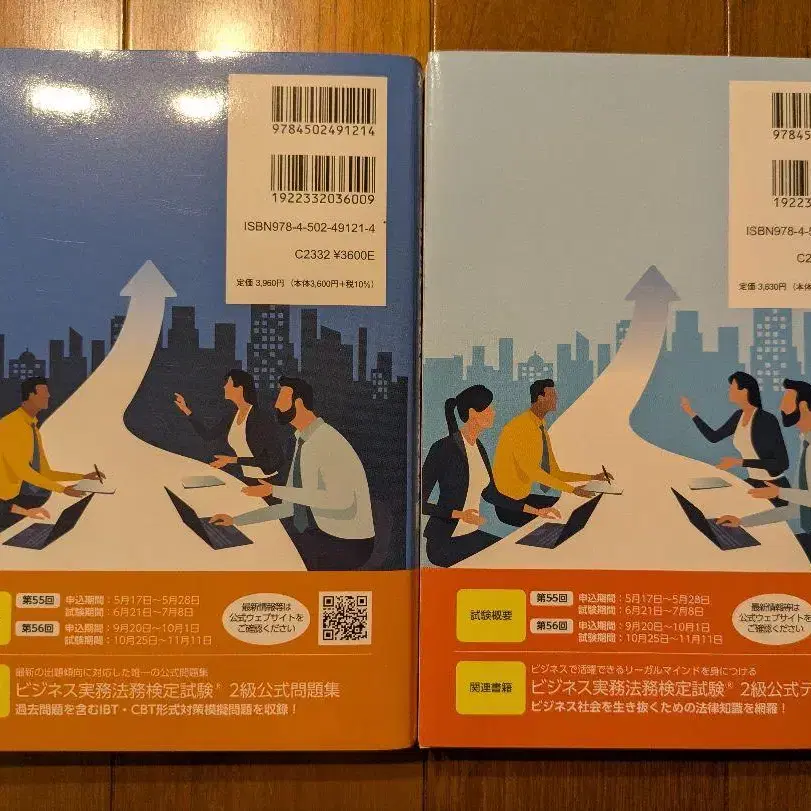 9784502491214
1922332036009
ISBN978-4-502-49121-4
C2332 ¥3600E
定価 3,960円 (本体3,600円+税10%)
第55回 申込期間：5月17日～5月28日
試験期間：6月21日～7月8日
第56回 申込期間：9月20日～10月1日
試験期間：10月25日～11月11日
最新情報等は
公式ウェブサイトを
ご確認ください
最新の出題傾向に対応した唯一の公式問題集
ビジネス実務法務検定試験® 2級公式問題集
過去問題を含むIBT・CBT形式対策模擬問題を収録！
97845
19223
ISBN978-4-5
C2
定価 3,630円 (本体
試験概要
第55回 申込期間：5月17日～5月28日
試験期間：6月21日～7月8日
第56回 申込期間：9月20日～10月1日
試験期間：10月25日～11月11日
最新情報等は
公式ウェブサイトを
ご確認ください
関連書籍
ビジネスで活躍できるリーガルマインドを身につける
ビジネス実務法務検定試験® 2級公式テ
ビジネス社会を生き抜くための法律知識を網羅！